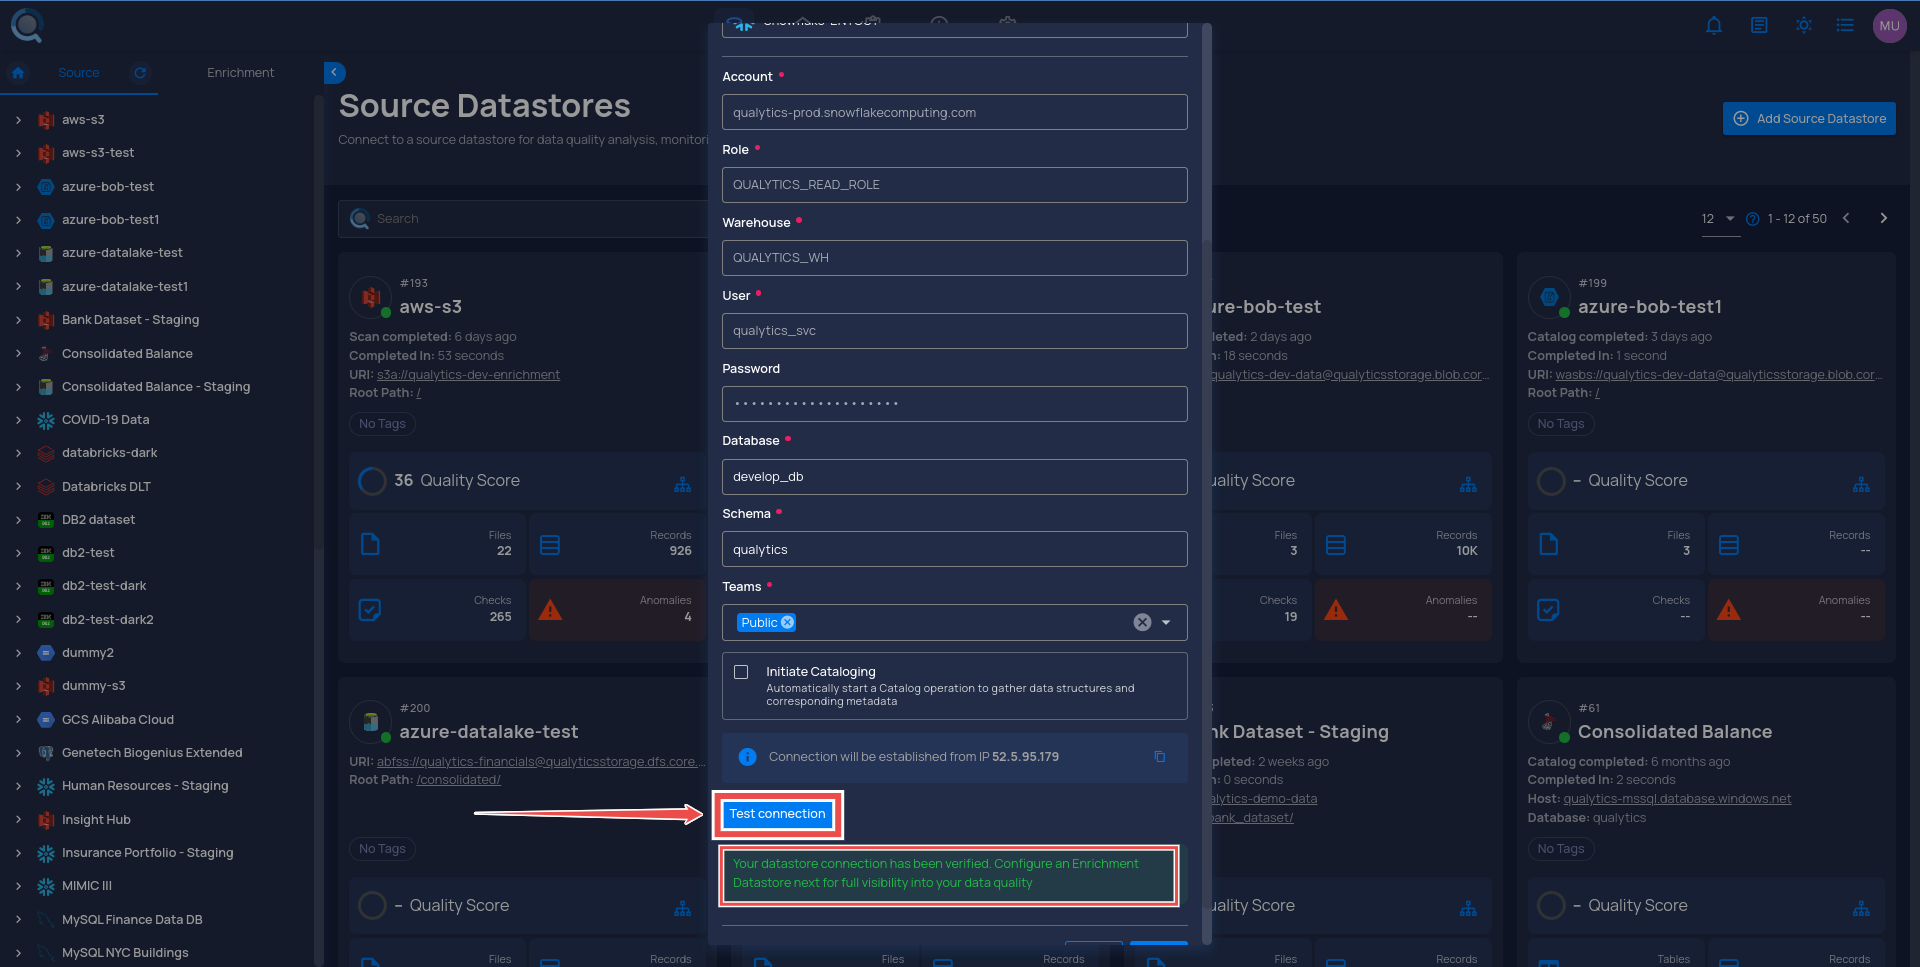 MU
Source
Enrichment
aws-s3
aws-s3-test
azure-bob-test
azure-bob-test1
azure-datalake-test
azure-datalake-test1
Bank Dataset - Staging
Consolidated Balance
Consolidated Balance - Staging
COVID-19 Data
databricks-dark
Databricks DLT
DB2 dataset
db2-test
db2-test-dark
db2-test-dark2
dummy2
dummy-s3
GCS Alibaba Cloud
Genetech Biogenius Extended
Human Resources - Staging
Insight Hub
Insurance Portfolio - Staging
MIMIC III
MySQL Finance Data DB
MySQL NYC Buildings
Source Datastores
Connect to a source datastore for data quality analysis, monitori
Add Source Datastore
Search
12
1 - 12 of 50
#193
aws-s3
Scan completed: 6 days ago
Completed In: 53 seconds
URI: s3a://qualytics-dev-enrichment
Root Path: /
No Tags
36 Quality Score
Files
22
Records
926
Checks
265
Anomalies
4
#200
azure-datalake-test
URI: abfss://qualytics-financials@qualyticsstorage.dfs.core....
Root Path: /consolidated/
No Tags
– Quality Score
Files
Records
Account
qualytics-prod.snowflakecomputing.com
Role
QUALYTICS_READ_ROLE
Warehouse
QUALYTICS_WH
User
qualytics_svc
Password
Database
develop_db
Schema
qualytics
Teams
Public
Initiate Cataloging
Automatically start a Catalog operation to gather data structures and
corresponding metadata
Connection will be established from IP 52.5.95.179
Test connection
Your datastore connection has been verified. Configure an Enrichment
Datastore next for full visibility into your data quality
Files
Records
ure-bob-test
leted: 2 days ago
n: 18 seconds
qualytics-dev-data@qualyticsstorage.blob.cor...
uality Score
Files
3
Records
10K
Checks
19
Anomalies
--
nk Dataset - Staging
pleted: 2 weeks ago
n: 0 seconds
alytics-demo-data
bank_dataset/
uality Score
Files
Records
#199
azure-bob-test1
Catalog completed: 3 days ago
Completed In: 1 second
URI: wasbs://qualytics-dev-data@qualyticsstorage.blob.cor...
Root Path: /
No Tags
– Quality Score
Files
3
Records
--
Checks
--
Anomalies
--
#61
Consolidated Balance
Catalog completed: 6 months ago
Completed In: 2 seconds
Host: qualytics-mssql.database.windows.net
Database: qualytics
No Tags
– Quality Score
Tables
Records